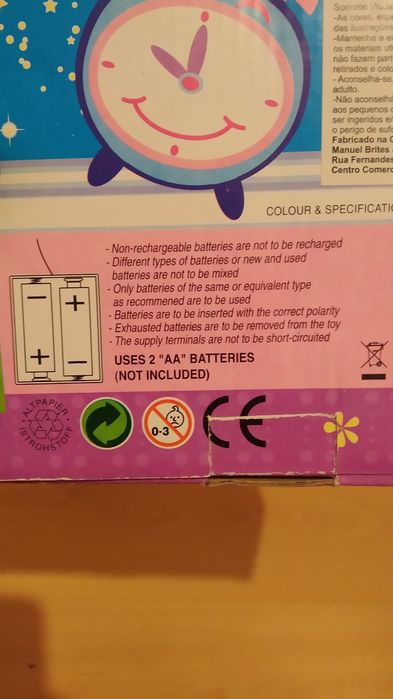 Sonoros
-As cores,
das ilustrações
-Mantenha a
os materiais
não fazem part
retirados e colo
- Aconselha-se,
adulto
-Não aconselhá
aos pequenos
ser ingeridos e/
o perigo de sufo
Fabricado na C
Manuel Brites
Rua Fernandes
Centro Comerc
COLOUR & SPECIFICATI
- Non-rechargeable batteries are not to be recharged
- Different types of batteries or new and used
batteries are not to be mixed
- Only batteries of the same or equivalent type
as recommened are to be used
- Batteries are to be inserted with the correct polarity
- Exhausted batteries are to be removed from the toy
- The supply terminals are not to be short-circuited
USES 2 "AA" BATTERIES
(NOT INCLUDED)
ALTPAPIER
IST ROHSTOFF
0-3
CE